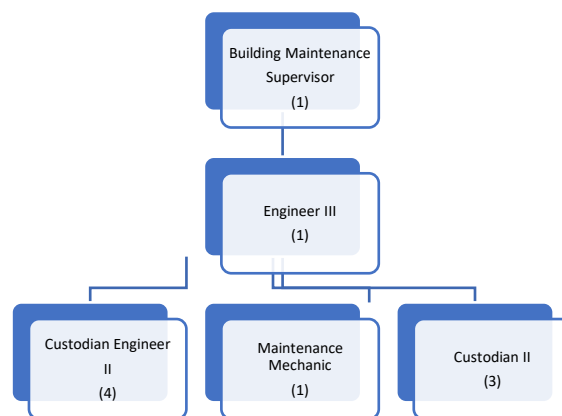 Building Maintenance
Supervisor
(1)
Engineer III
(1)
Custodian Engineer
II
(4)
Maintenance
Mechanic
(1)
Custodian II
(3)